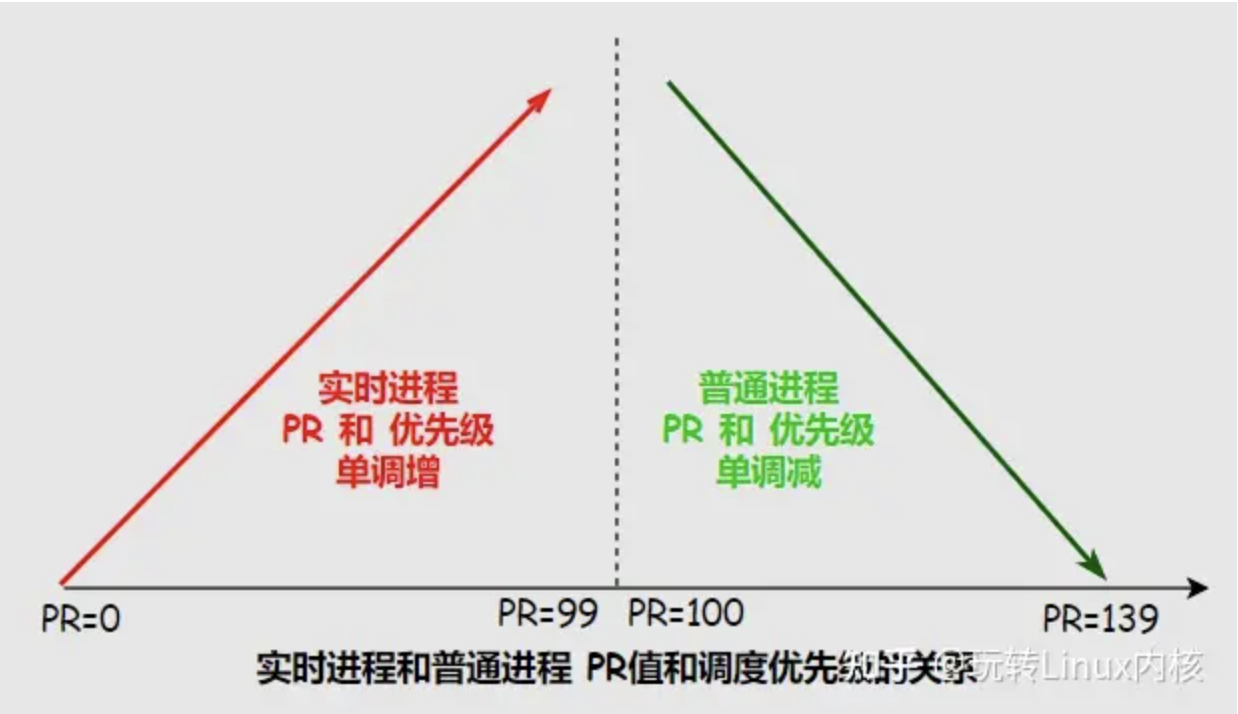 实时进程
PR 和 优先级
单调增
普通进程
PR 和 优先级
单调减
PR=0
PR=99
PR=100
PR=139
实时进程和普通进程 PR值和调度优先级的关系
知乎 @玩转Linux内核